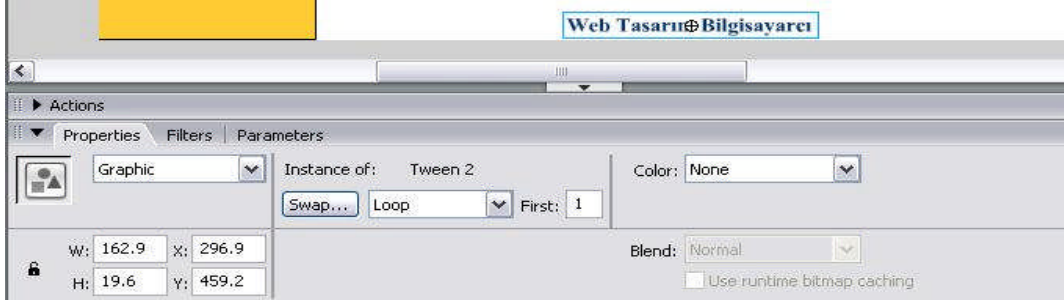 Web Tasarım Bilgisayarcı
Actions
Properties Filters Parameters
Graphic Instance of: Tween 2 Color: None
Swap... Loop First: 1
W: 162.9 X: 296.9 Blend: Normal
H: 19.6 Y: 459.2 Use runtime bitmap caching